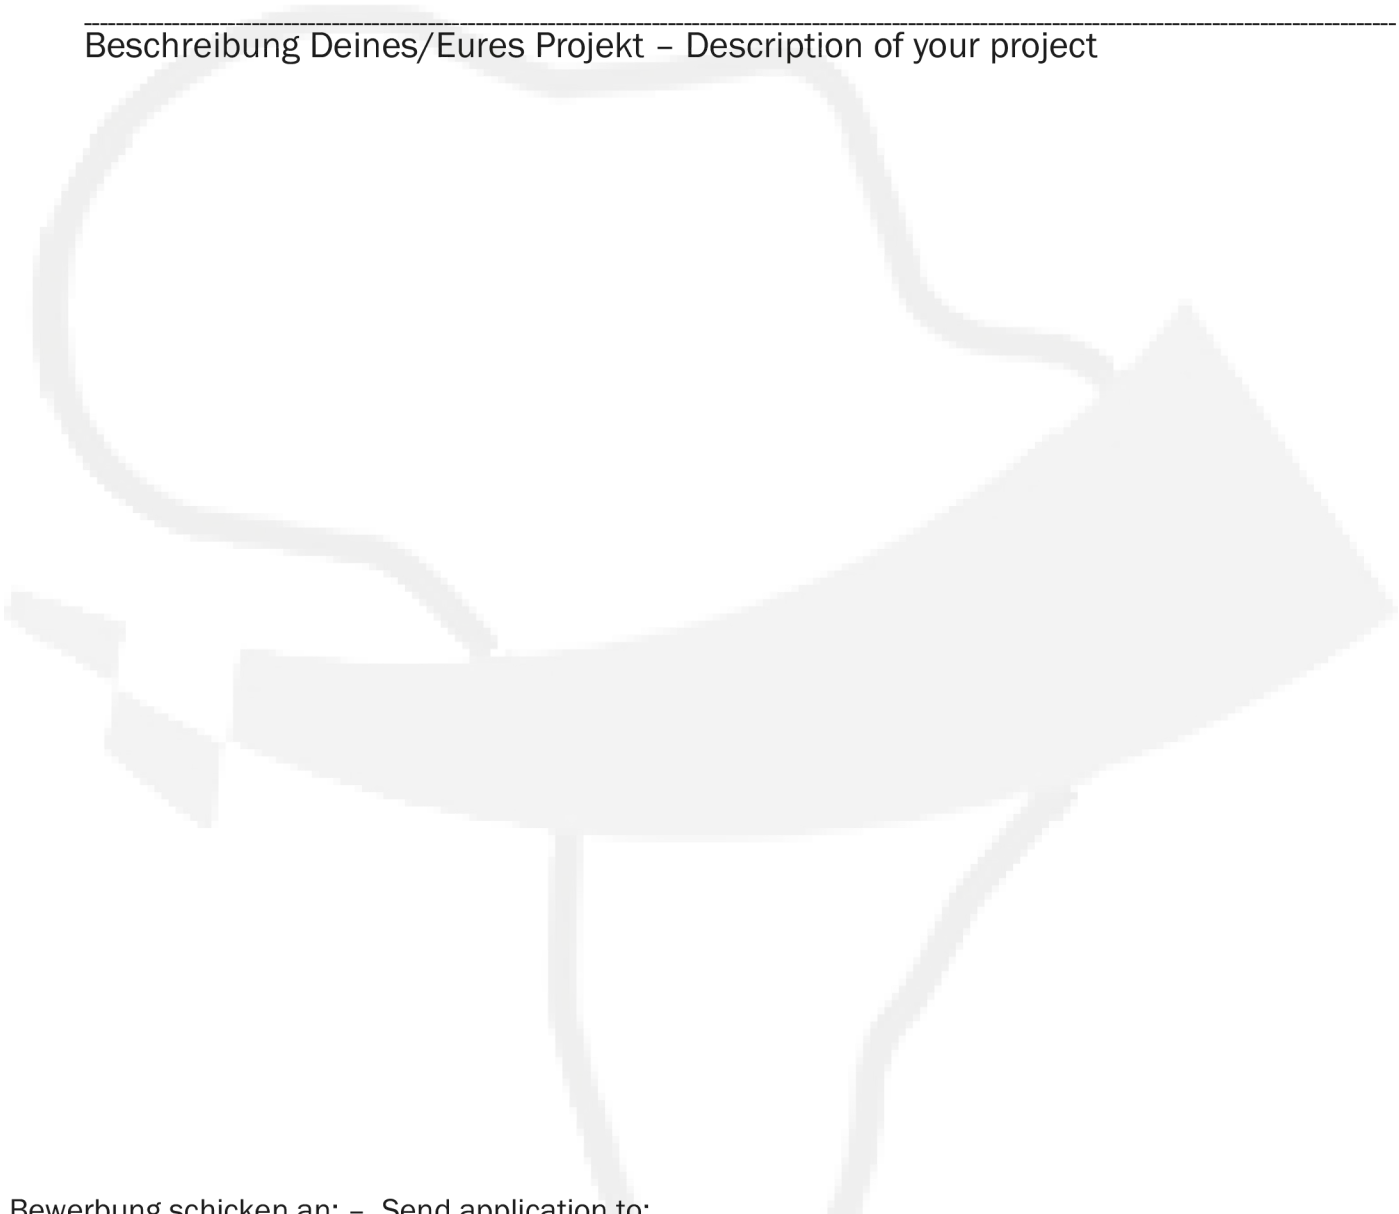 Beschreibung Deines/Eures Projekt – Description of your project
Bewerbung schicken an: – Send application to: